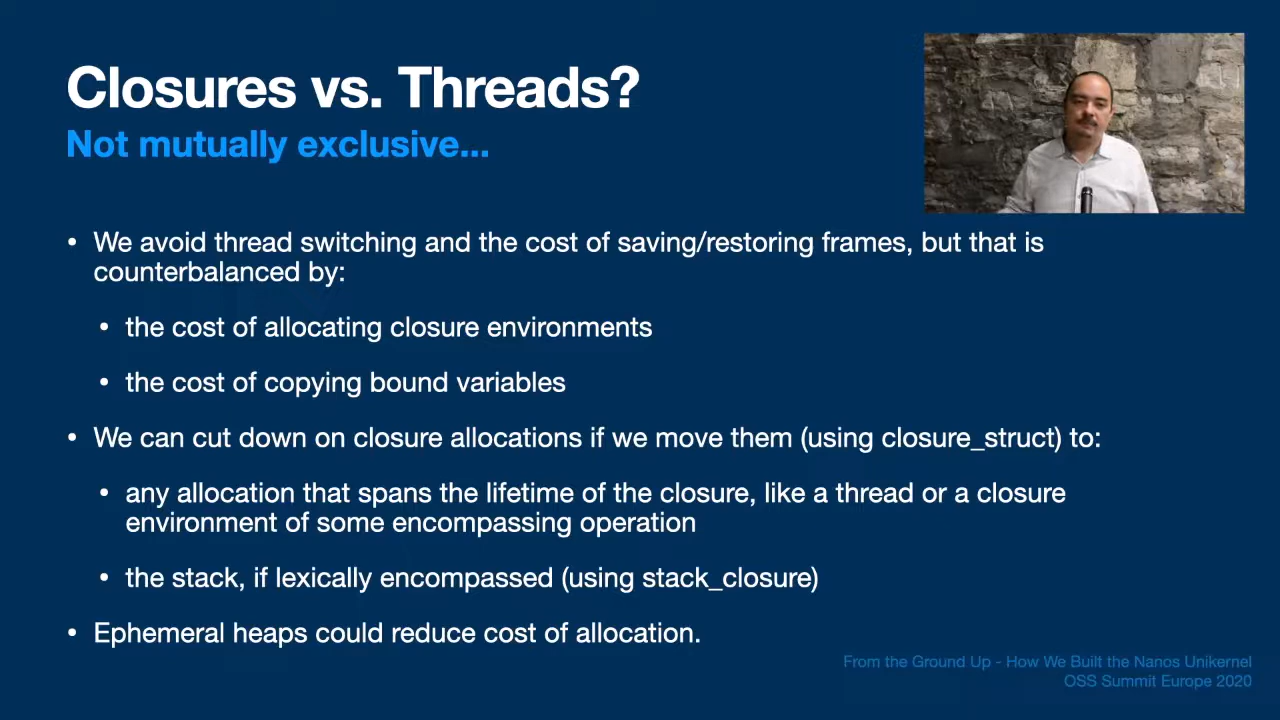 Closures vs. Threads?
Not mutually exclusive...
• We avoid thread switching and the cost of saving/restoring frames, but that is
counterbalanced by:
• the cost of allocating closure environments
• the cost of copying bound variables
• We can cut down on closure allocations if we move them (using closure_struct) to:
• any allocation that spans the lifetime of the closure, like a thread or a closure
environment of some encompassing operation
• the stack, if lexically encompassed (using stack_closure)
• Ephemeral heaps could reduce cost of allocation.
From the Ground Up - How We Built the Nanos Unikernel
OSS Summit Europe 2020